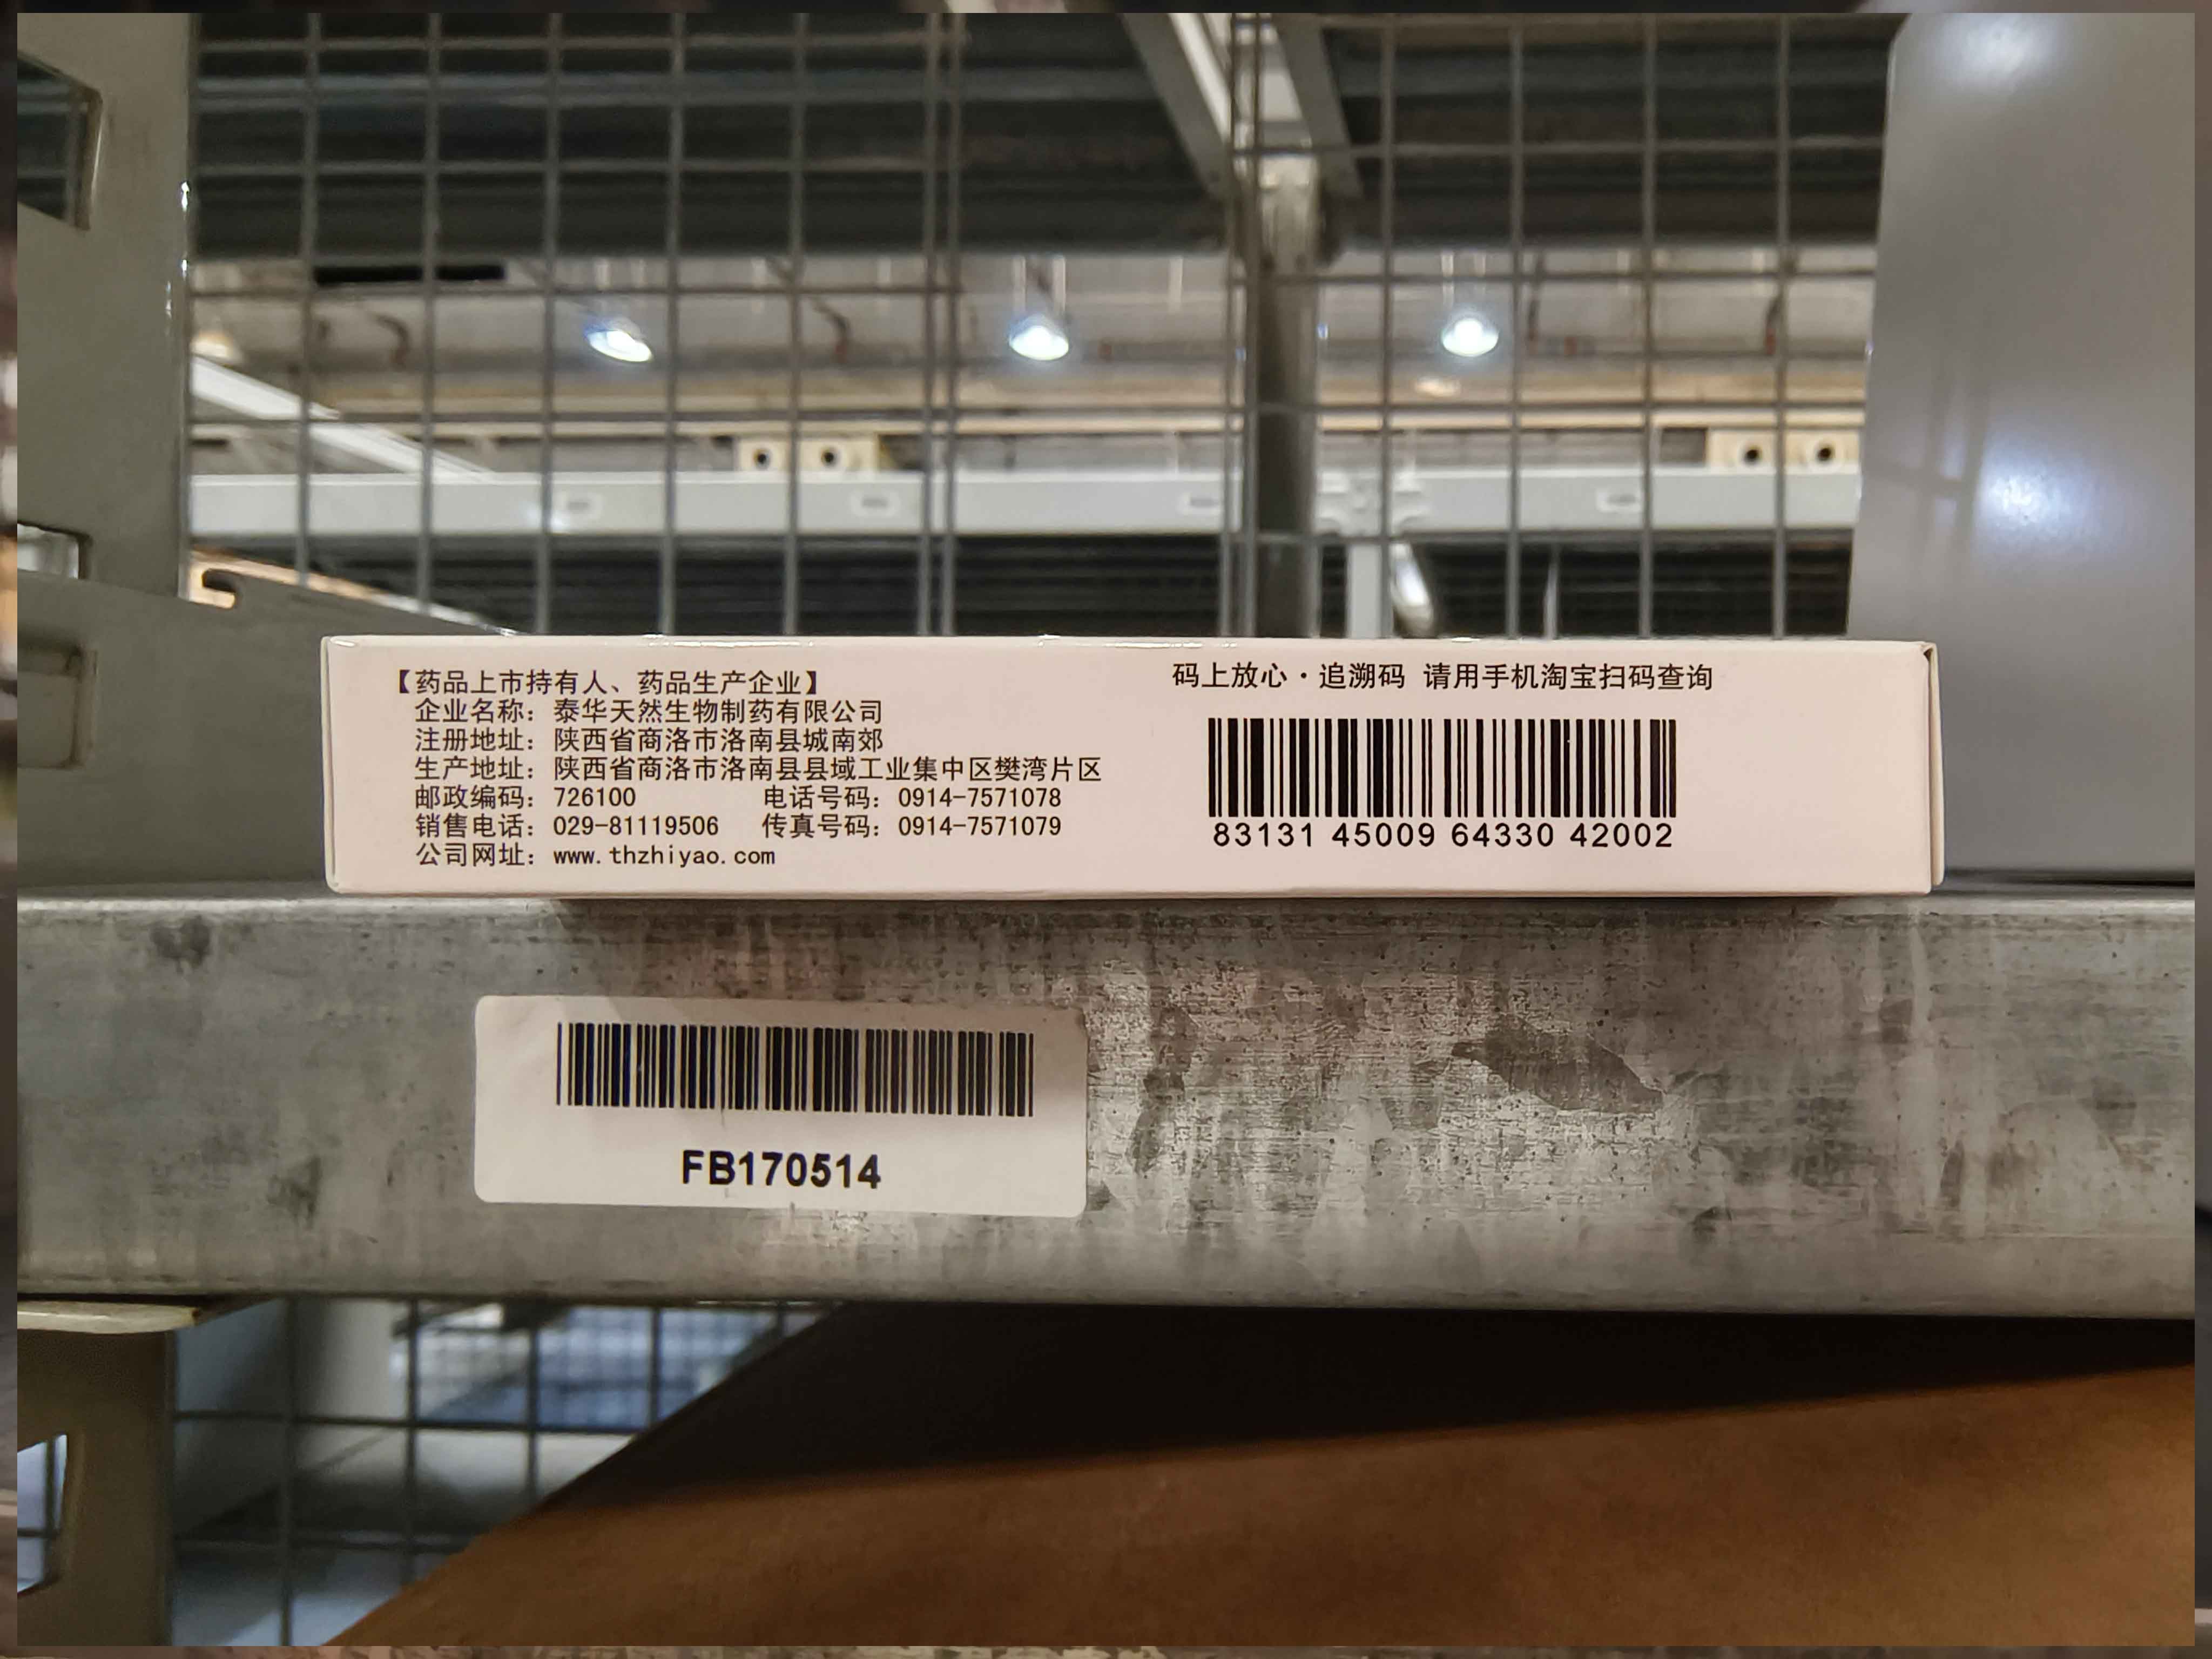 【药品上市持有人、药品生产企业】
企业名称：泰华天然生物制药有限公司
注册地址：陕西省商洛市洛南县城南郊
生产地址：陕西省商洛市洛南县县域工业集中区樊湾片区
邮政编码：726100 电话号码：0914-7571078
销售电话：029-81119506 传真号码：0914-7571079
公司网址：www.thzhiyao.com
码上放心·追溯码 请用手机淘宝扫码查询
83131 45009 64330 42002
FB170514